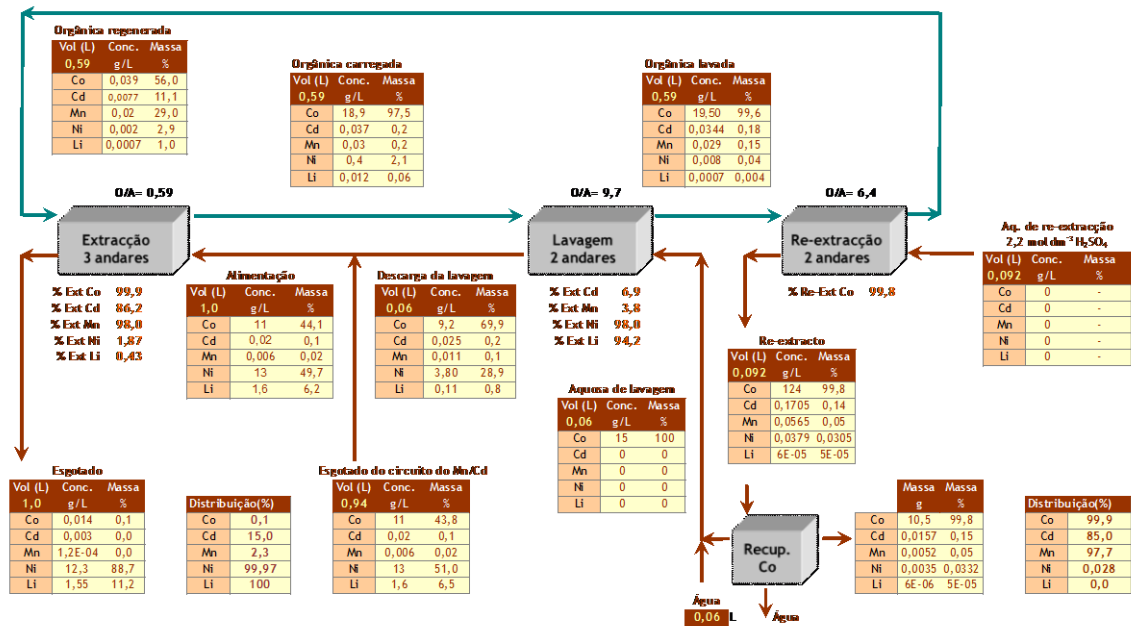 Orgânica regenerada
Vol (L) Conc. Massa
0,59 g/L %
Co 0,039 56,0
Cd 0,0077 11,1
Mn 0,02 29,0
Ni 0,002 2,9
Li 0,0007 1,0
Orgânica carregada
Vol (L) Conc. Massa
0,59 g/L %
Co 18,9 97,5
Cd 0,037 0,2
Mn 0,03 0,2
Ni 0,4 2,1
Li 0,012 0,06
Orgânica lavada
Vol (L) Conc. Massa
0,59 g/L %
Co 19,50 99,6
Cd 0,0344 0,18
Mn 0,029 0,15
Ni 0,008 0,04
Li 0,0007 0,004
O/A= 0,59
O/A= 9,7
O/A= 6,4
Extracção
3 andares
Lavagem
2 andares
Re-extracção
2 andares
Aq. de re-extracção
2,2 mol dm⁻³ H₂SO₄
Vol (L) Conc. Massa
0,092 g/L %
Co 0 -
Cd 0 -
Mn 0 -
Ni 0 -
Li 0 -
% Ext Co 99,9
% Ext Cd 86,2
% Ext Mn 98,0
% Ext Ni 1,87
% Ext Li 0,43
Alimentação
Vol (L) Conc. Massa
1,0 g/L %
Co 11 44,1
Cd 0,02 0,1
Mn 0,006 0,02
Ni 13 49,7
Li 1,6 6,2
Descarga da lavagem
Vol (L) Conc. Massa
0,06 g/L %
Co 9,2 69,9
Cd 0,025 0,2
Mn 0,011 0,1
Ni 3,80 28,9
Li 0,11 0,8
% Ext Cd 6,9
% Ext Mn 3,8
% Ext Ni 98,0
% Ext Li 94,2
% Re-Ext Co 99,8
Re-extracto
Vol (L) Conc. Massa
0,092 g/L %
Co 124 99,8
Cd 0,1705 0,14
Mn 0,0565 0,05
Ni 0,0379 0,0305
Li 6E-05 5E-05
Aquosa de lavagem
Vol (L) Conc. Massa
0,06 g/L %
Co 15 100
Cd 0 0
Mn 0 0
Ni 0 0
Li 0 0
Esgotado
Vol (L) Conc. Massa
1,0 g/L %
Co 0,014 0,1
Cd 0,003 0,0
Mn 1,2E-04 0,0
Ni 12,3 88,7
Li 1,55 11,2
Distribuição(%)
Co 0,1
Cd 15,0
Mn 2,3
Ni 99,97
Li 100
Esgotado do circuito do Mn/Cd
Vol (L) Conc. Massa
0,94 g/L %
Co 11 43,8
Cd 0,02 0,1
Mn 0,006 0,02
Ni 13 51,0
Li 1,6 6,5
Recup.
Co
Água
0,06 L
Água
Massa Massa
g %
Co 10,5 99,8
Cd 0,0157 0,15
Mn 0,0052 0,05
Ni 0,0035 0,0332
Li 6E-06 5E-05
Distribuição(%)
Co 99,9
Cd 85,0
Mn 97,7
Ni 0,028
Li 0,0